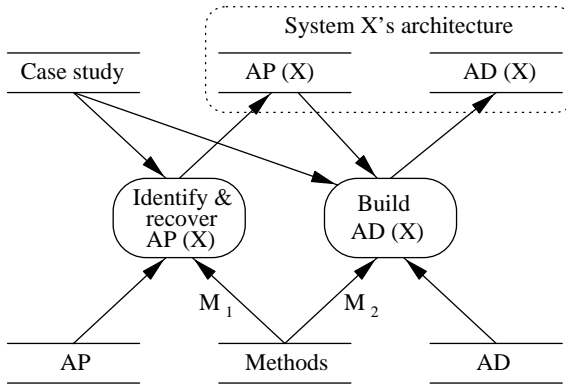 System X's architecture
Case study
AP (X)
AD (X)
Identify &
recover
AP (X)
Build
AD (X)
M 1
M 2
AP
Methods
AD